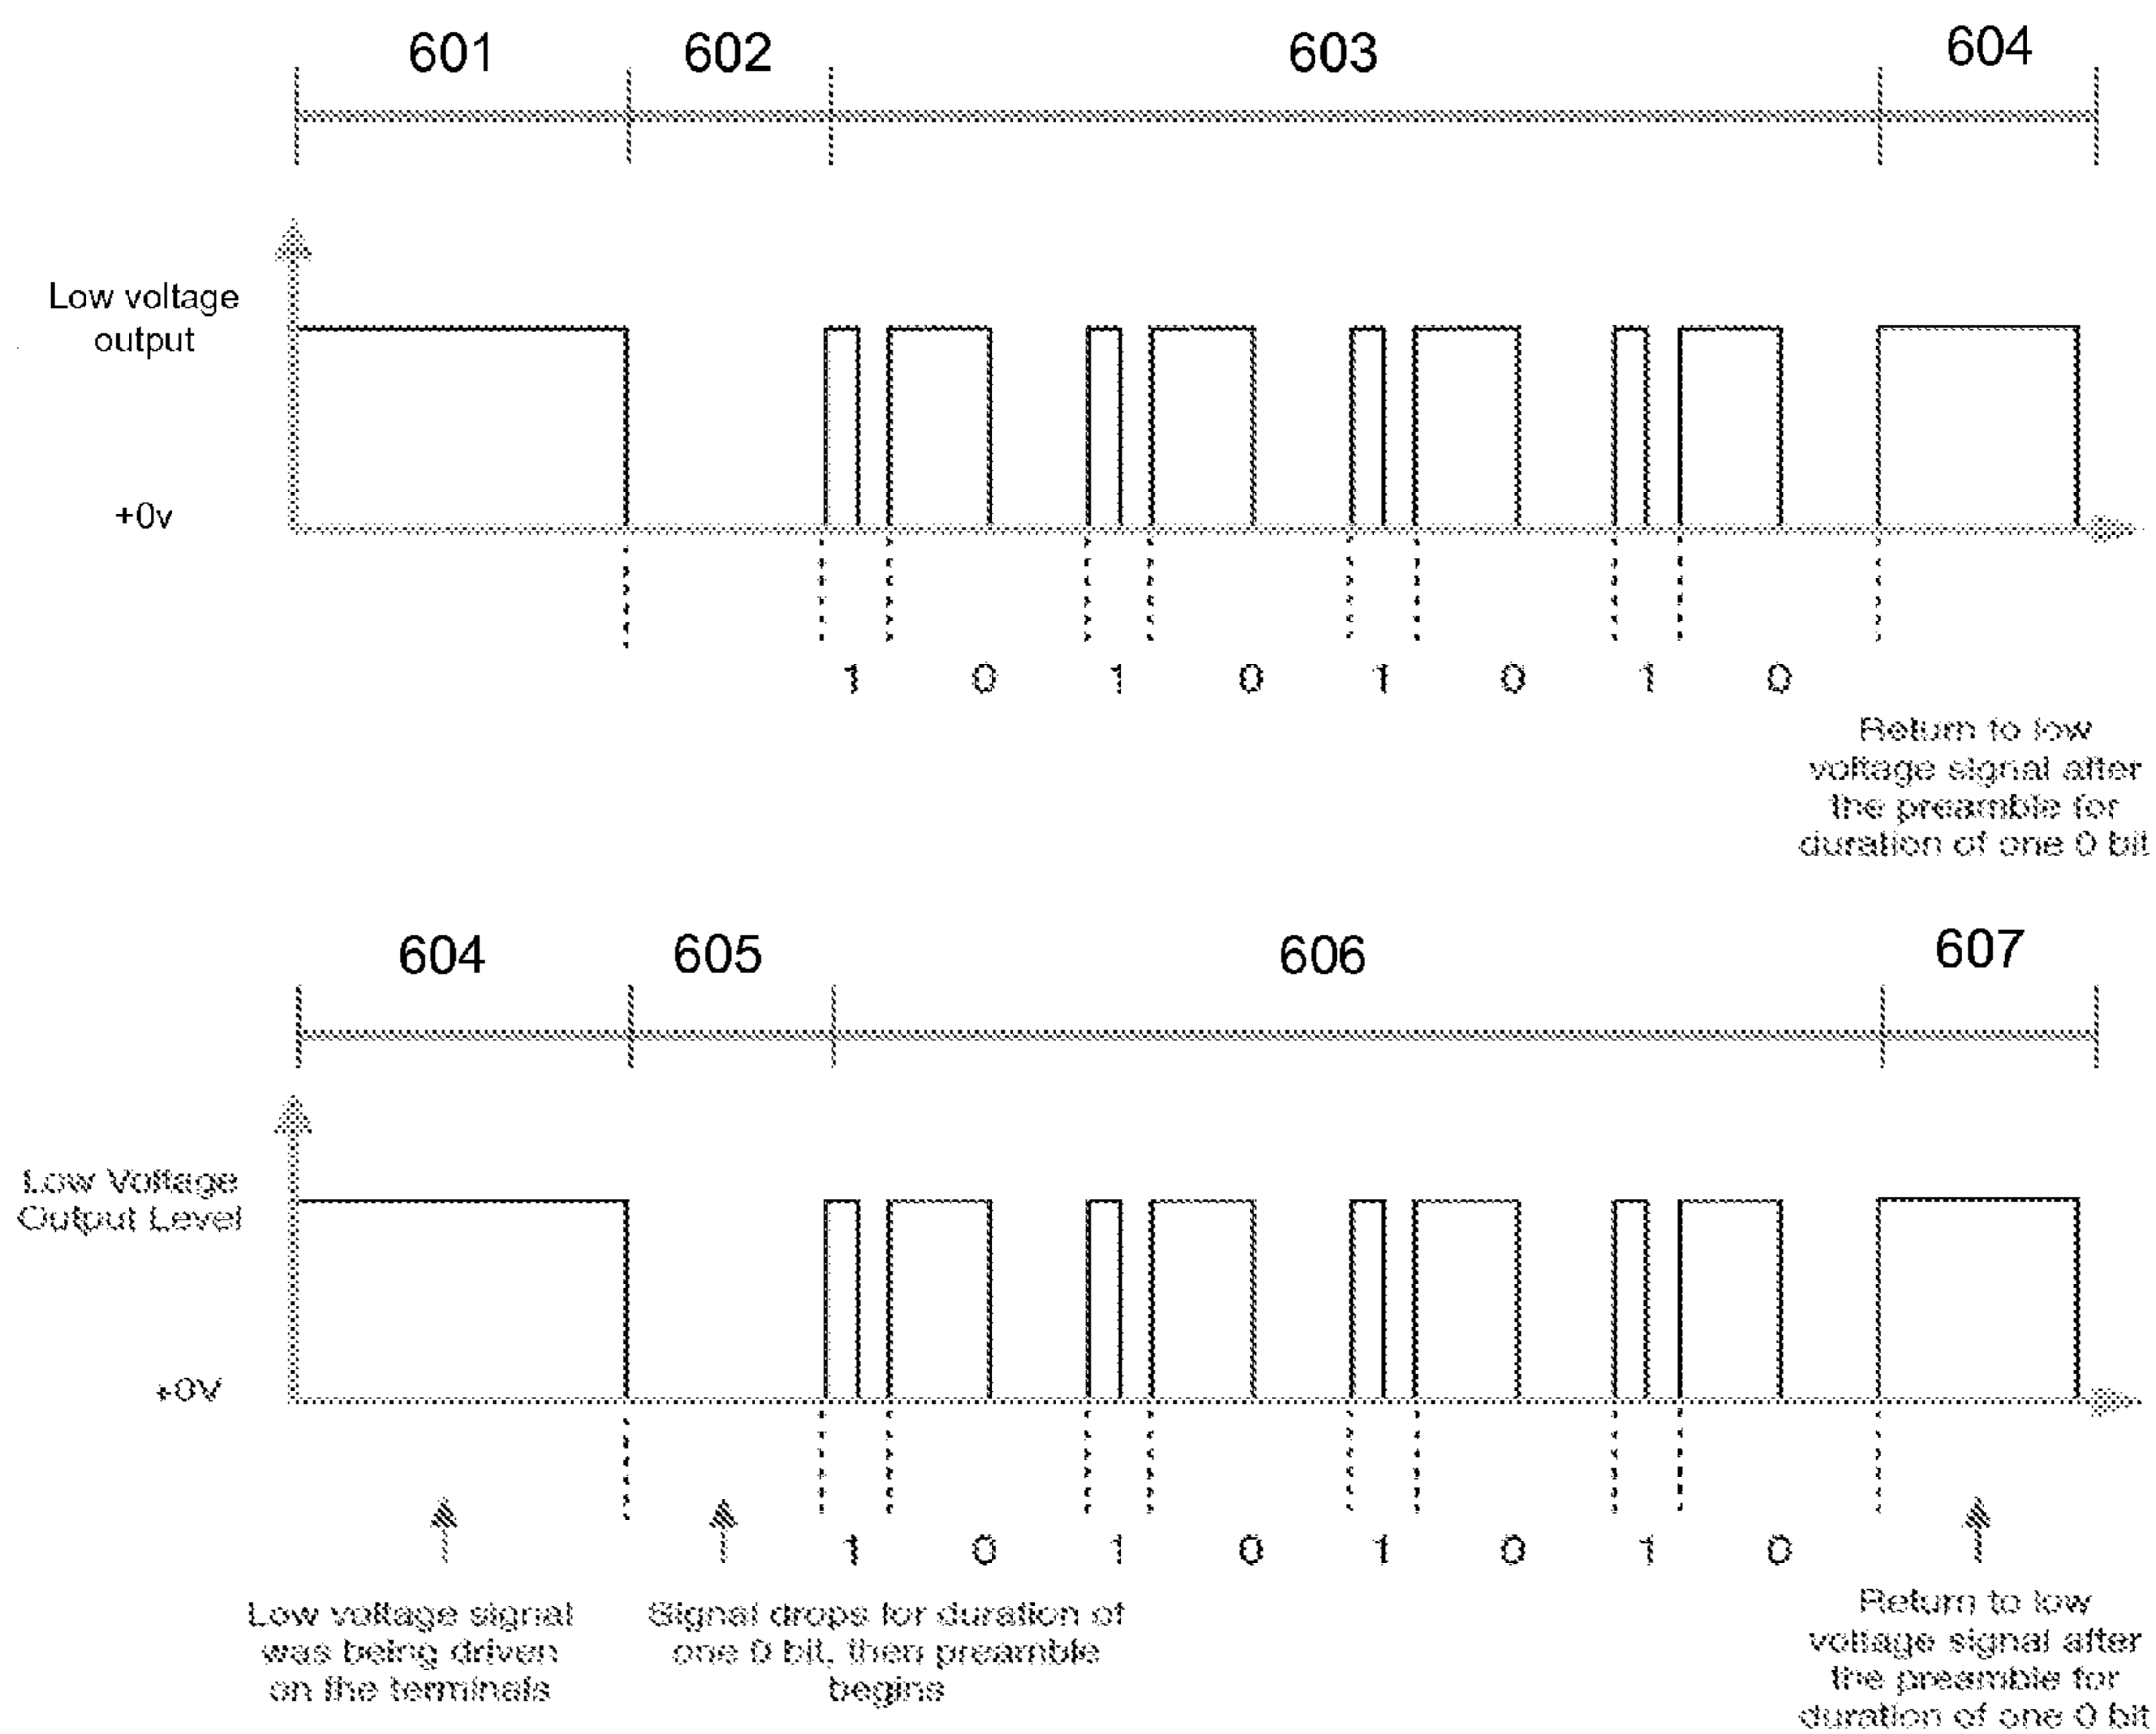 601 602 603 604
Low voltage
output
+0v
1 0 1 0 1 0 1 0
Return to low
voltage signal after
the preamble for
duration of one 0 bit
604 605 606 607
Low Voltage
Output Level
+0V
1 0 1 0 1 0 1 0
Low voltage signal
was being driven
on the terminals
Signal drops for duration of
one 0 bit, then preamble
begins
Return to low
voltage signal after
the preamble for
duration of one 0 bit